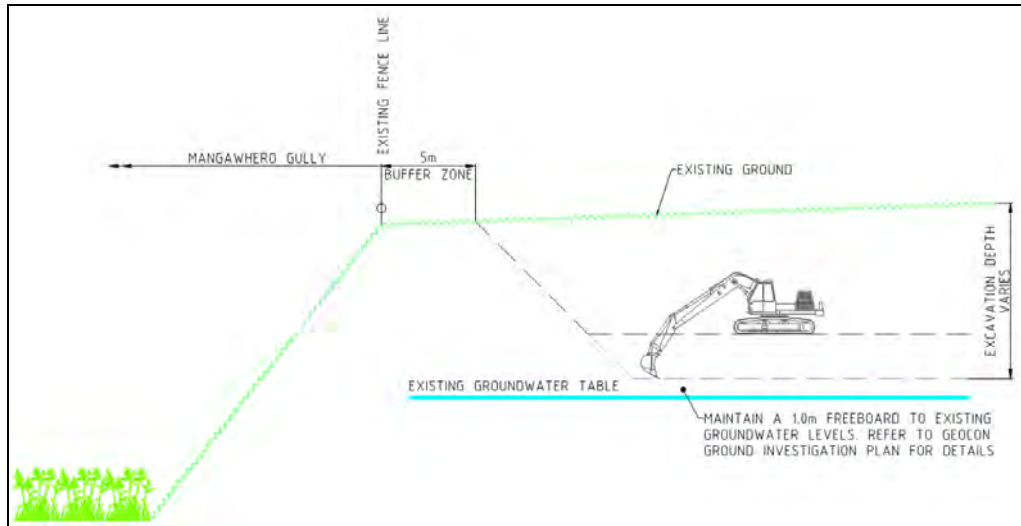 EXISTING FENCE LINE
MANGAWHERO GULLY
5m
BUFFER ZONE
EXISTING GROUND
EXCAVATION DEPTH
VARIES
EXISTING GROUNDWATER TABLE
MAINTAIN A 1.0m FREEBOARD TO EXISTING
GROUNDWATER LEVELS. REFER TO GEOCON
GROUND INVESTIGATION PLAN FOR DETAILS